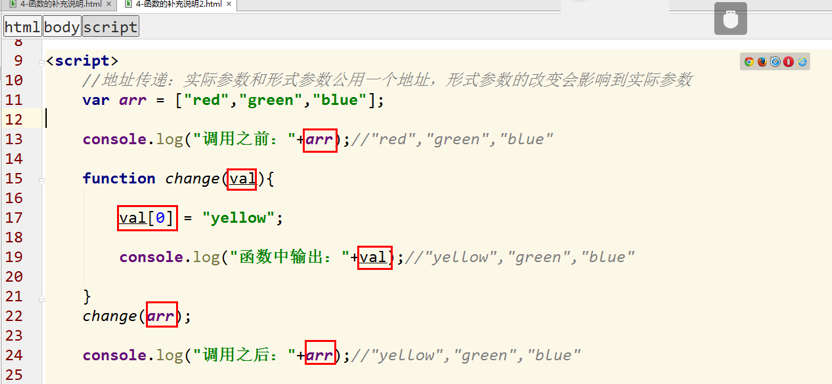 4-函数的补充说明.html × 4-函数的补充说明2.html ×
html body script
8
9 <script>
10 //地址传递：实际参数和形式参数公用一个地址，形式参数的改变会影响到实际参数
11 var arr = ["red","green","blue"];
12
13 console.log("调用之前："+arr);//"red","green","blue"
14
15 function change(val){
16
17 val[0] = "yellow";
18
19 console.log("函数中输出："+val);//"yellow","green","blue"
20
21 }
22 change(arr);
23
24 console.log("调用之后："+arr);//"yellow","green","blue"
25